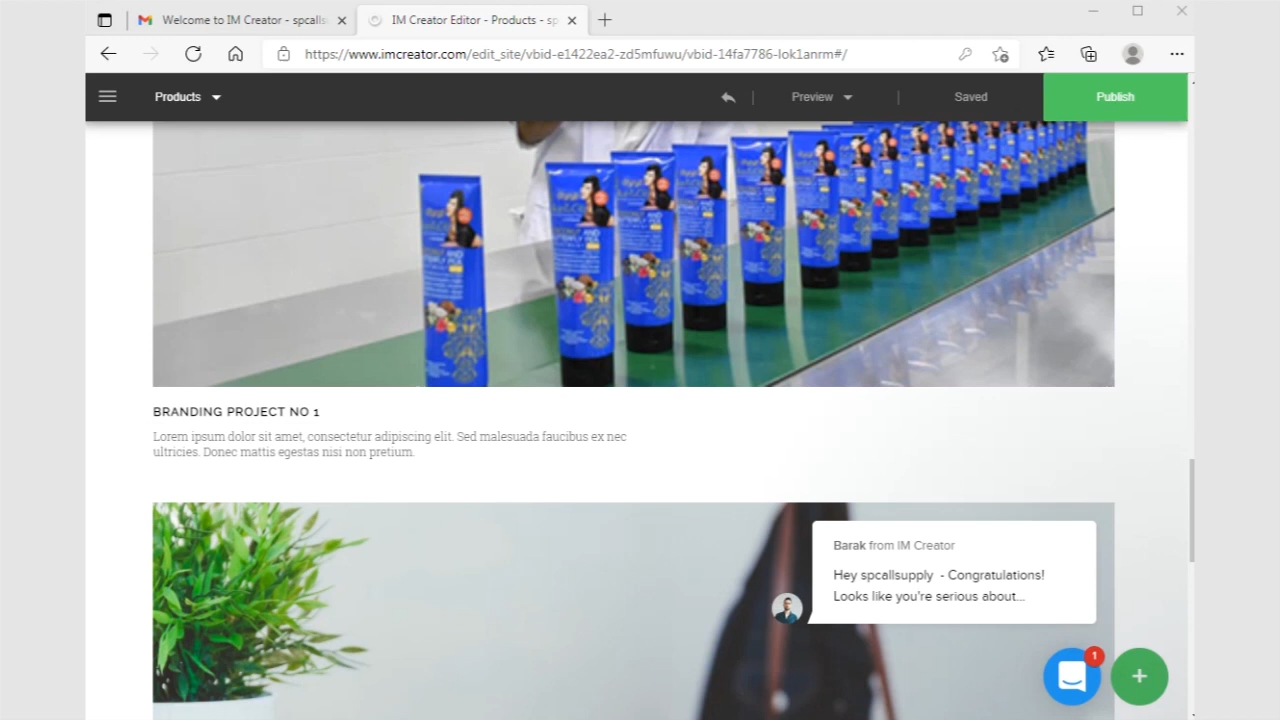 Welcome to IM Creator - spcalls
IM Creator Editor - Products - sp
https://www.imcreator.com/edit_site/vbid-e1422ea2-zd5mfuwu/vbid-14fa7786-lok1anrm#/
Products
Preview
Saved
Publish
BRANDING PROJECT NO 1
Lorem ipsum dolor sit amet, consectetur adipiscing elit. Sed malesuada faucibus ex nec
ultricies. Donec mattis egestas nisi non pretium.
Barak from IM Creator
Hey spcallsupply - Congratulations!
Looks like you're serious about...
1